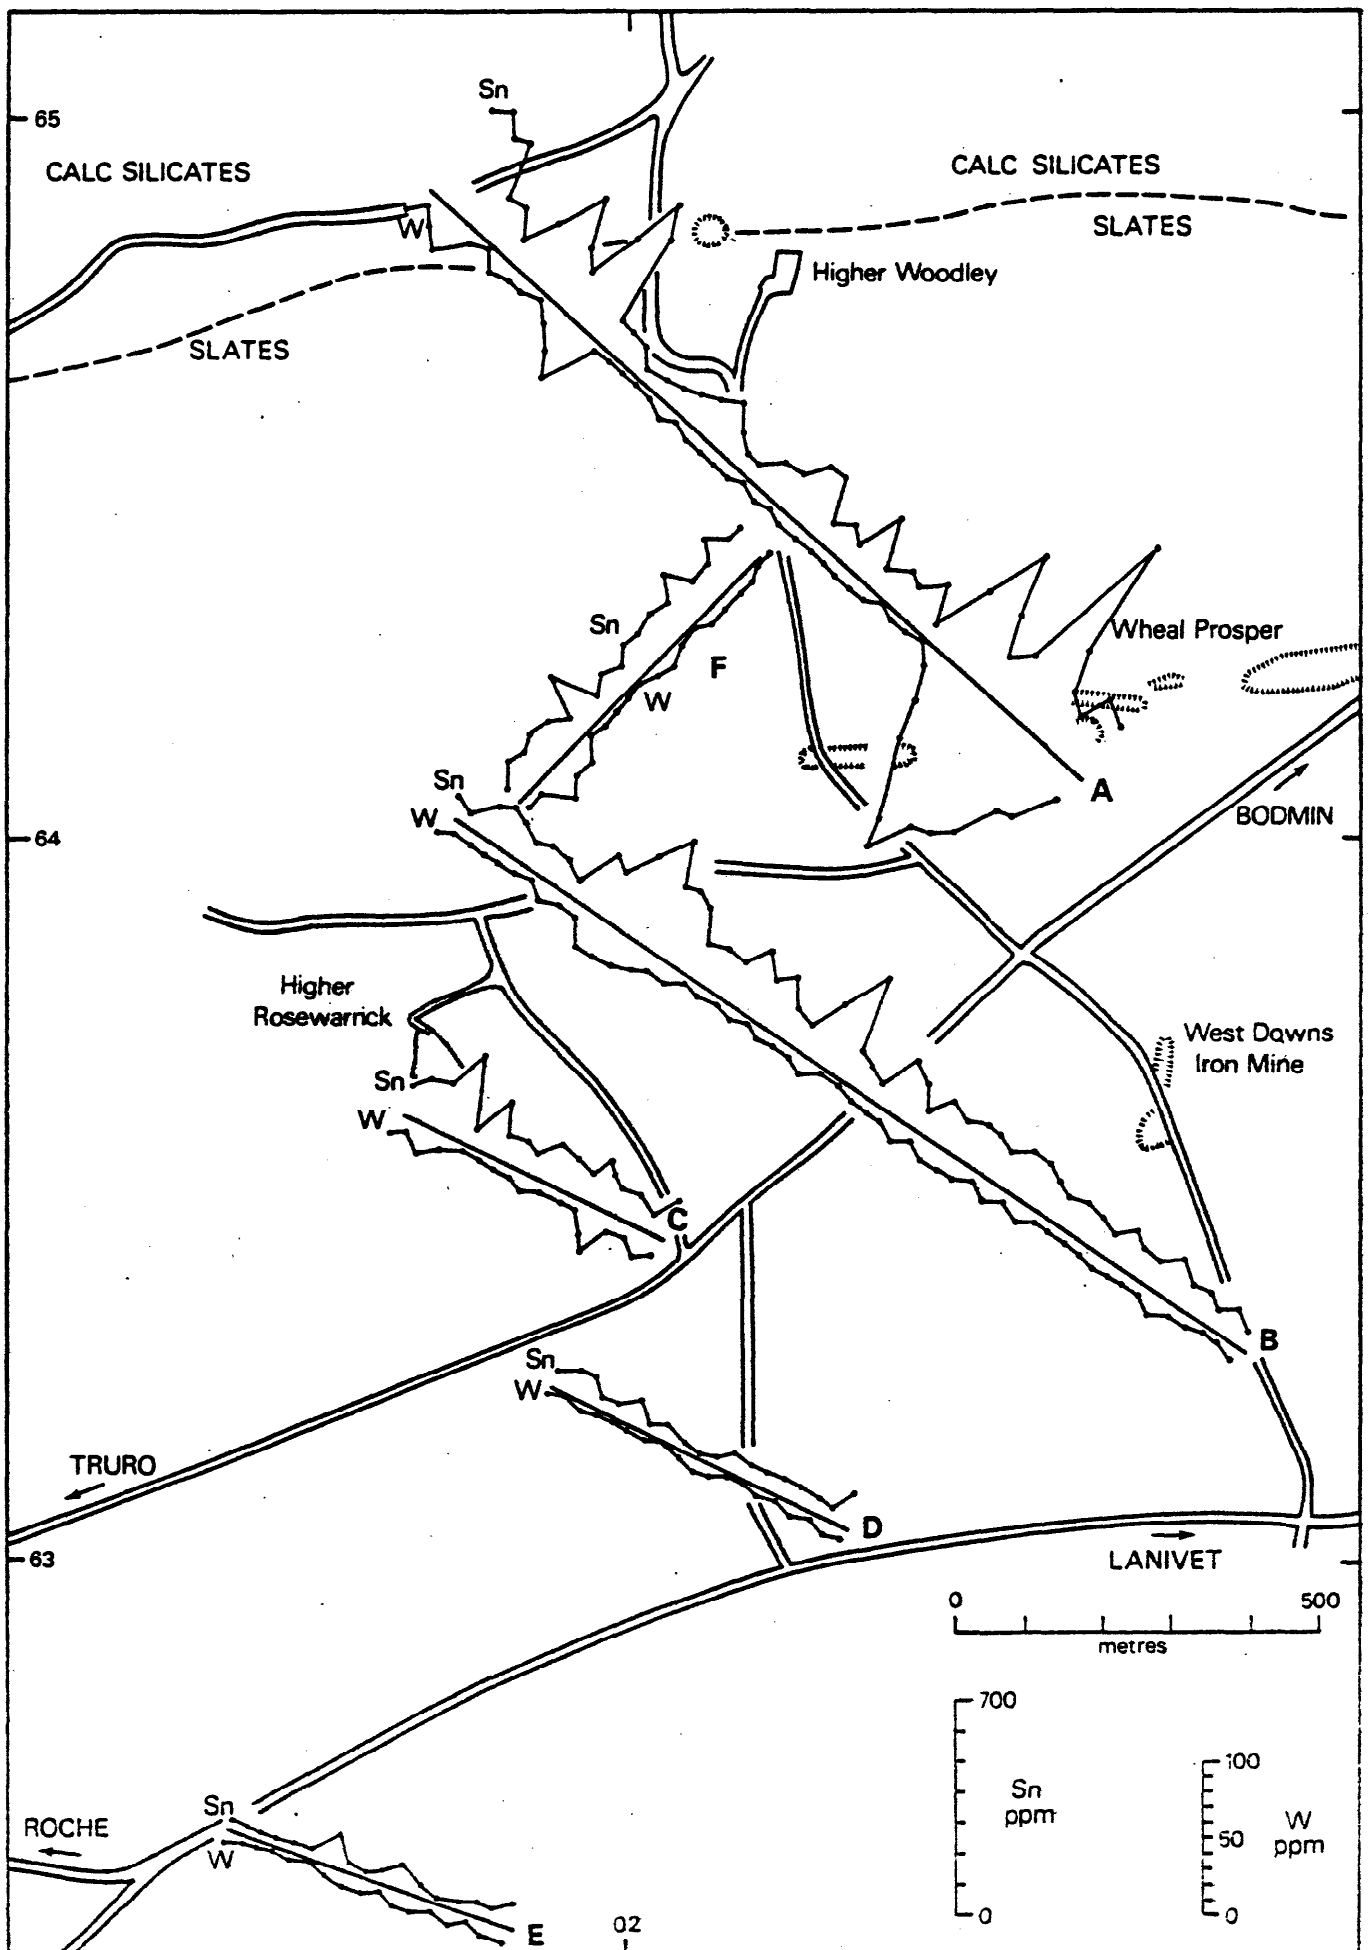 Sn
65
CALC SILICATES
CALC SILICATES
W
SLATES
Higher Woodley
SLATES
Sn
Wheal Prosper
F
W
Sn
A
W
BODMIN
64
Higher
Rosewarrick
West Downs
Iron Mine
Sn
W
C
B
Sn
W
TRURO
D
63
LANIVET
0 500
metres
700
100
Sn
ppm
Sn
ROCHE
W
ppm
50
W
0
0
02
E